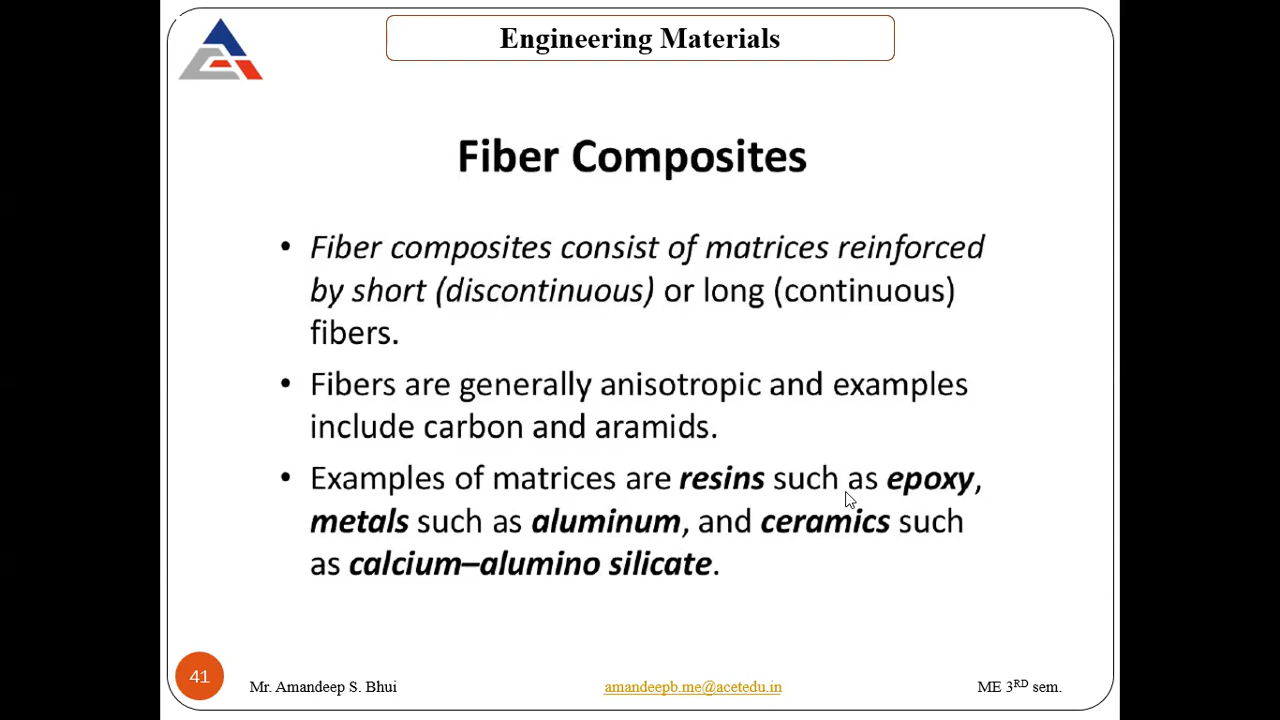 Engineering Materials
Fiber Composites
• Fiber composites consist of matrices reinforced
by short (discontinuous) or long (continuous)
fibers.
• Fibers are generally anisotropic and examples
include carbon and aramids.
• Examples of matrices are resins such as epoxy,
metals such as aluminum, and ceramics such
as calcium–alumino silicate.
41
Mr. Amandeep S. Bhui
amandeepb.me@acetedu.in
ME 3RD sem.